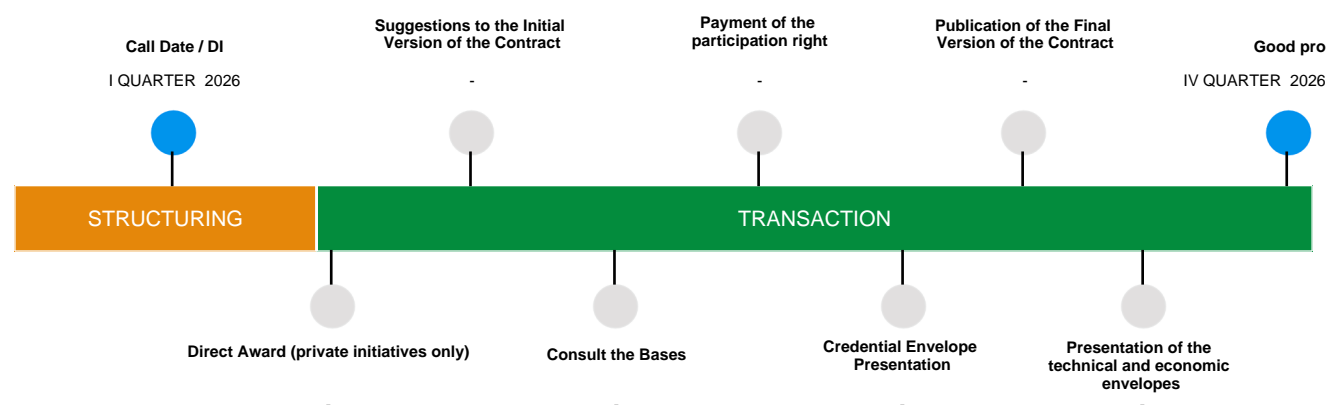 Call Date / DI
I QUARTER 2026
Suggestions to the Initial
Version of the Contract
-
Payment of the
participation right
-
Publication of the Final
Version of the Contract
-
Good pro
IV QUARTER 2026
STRUCTURING
TRANSACTION
Direct Award (private initiatives only)
-
Consult the Bases
-
Credential Envelope
Presentation
-
Presentation of the
technical and economic
envelopes
-